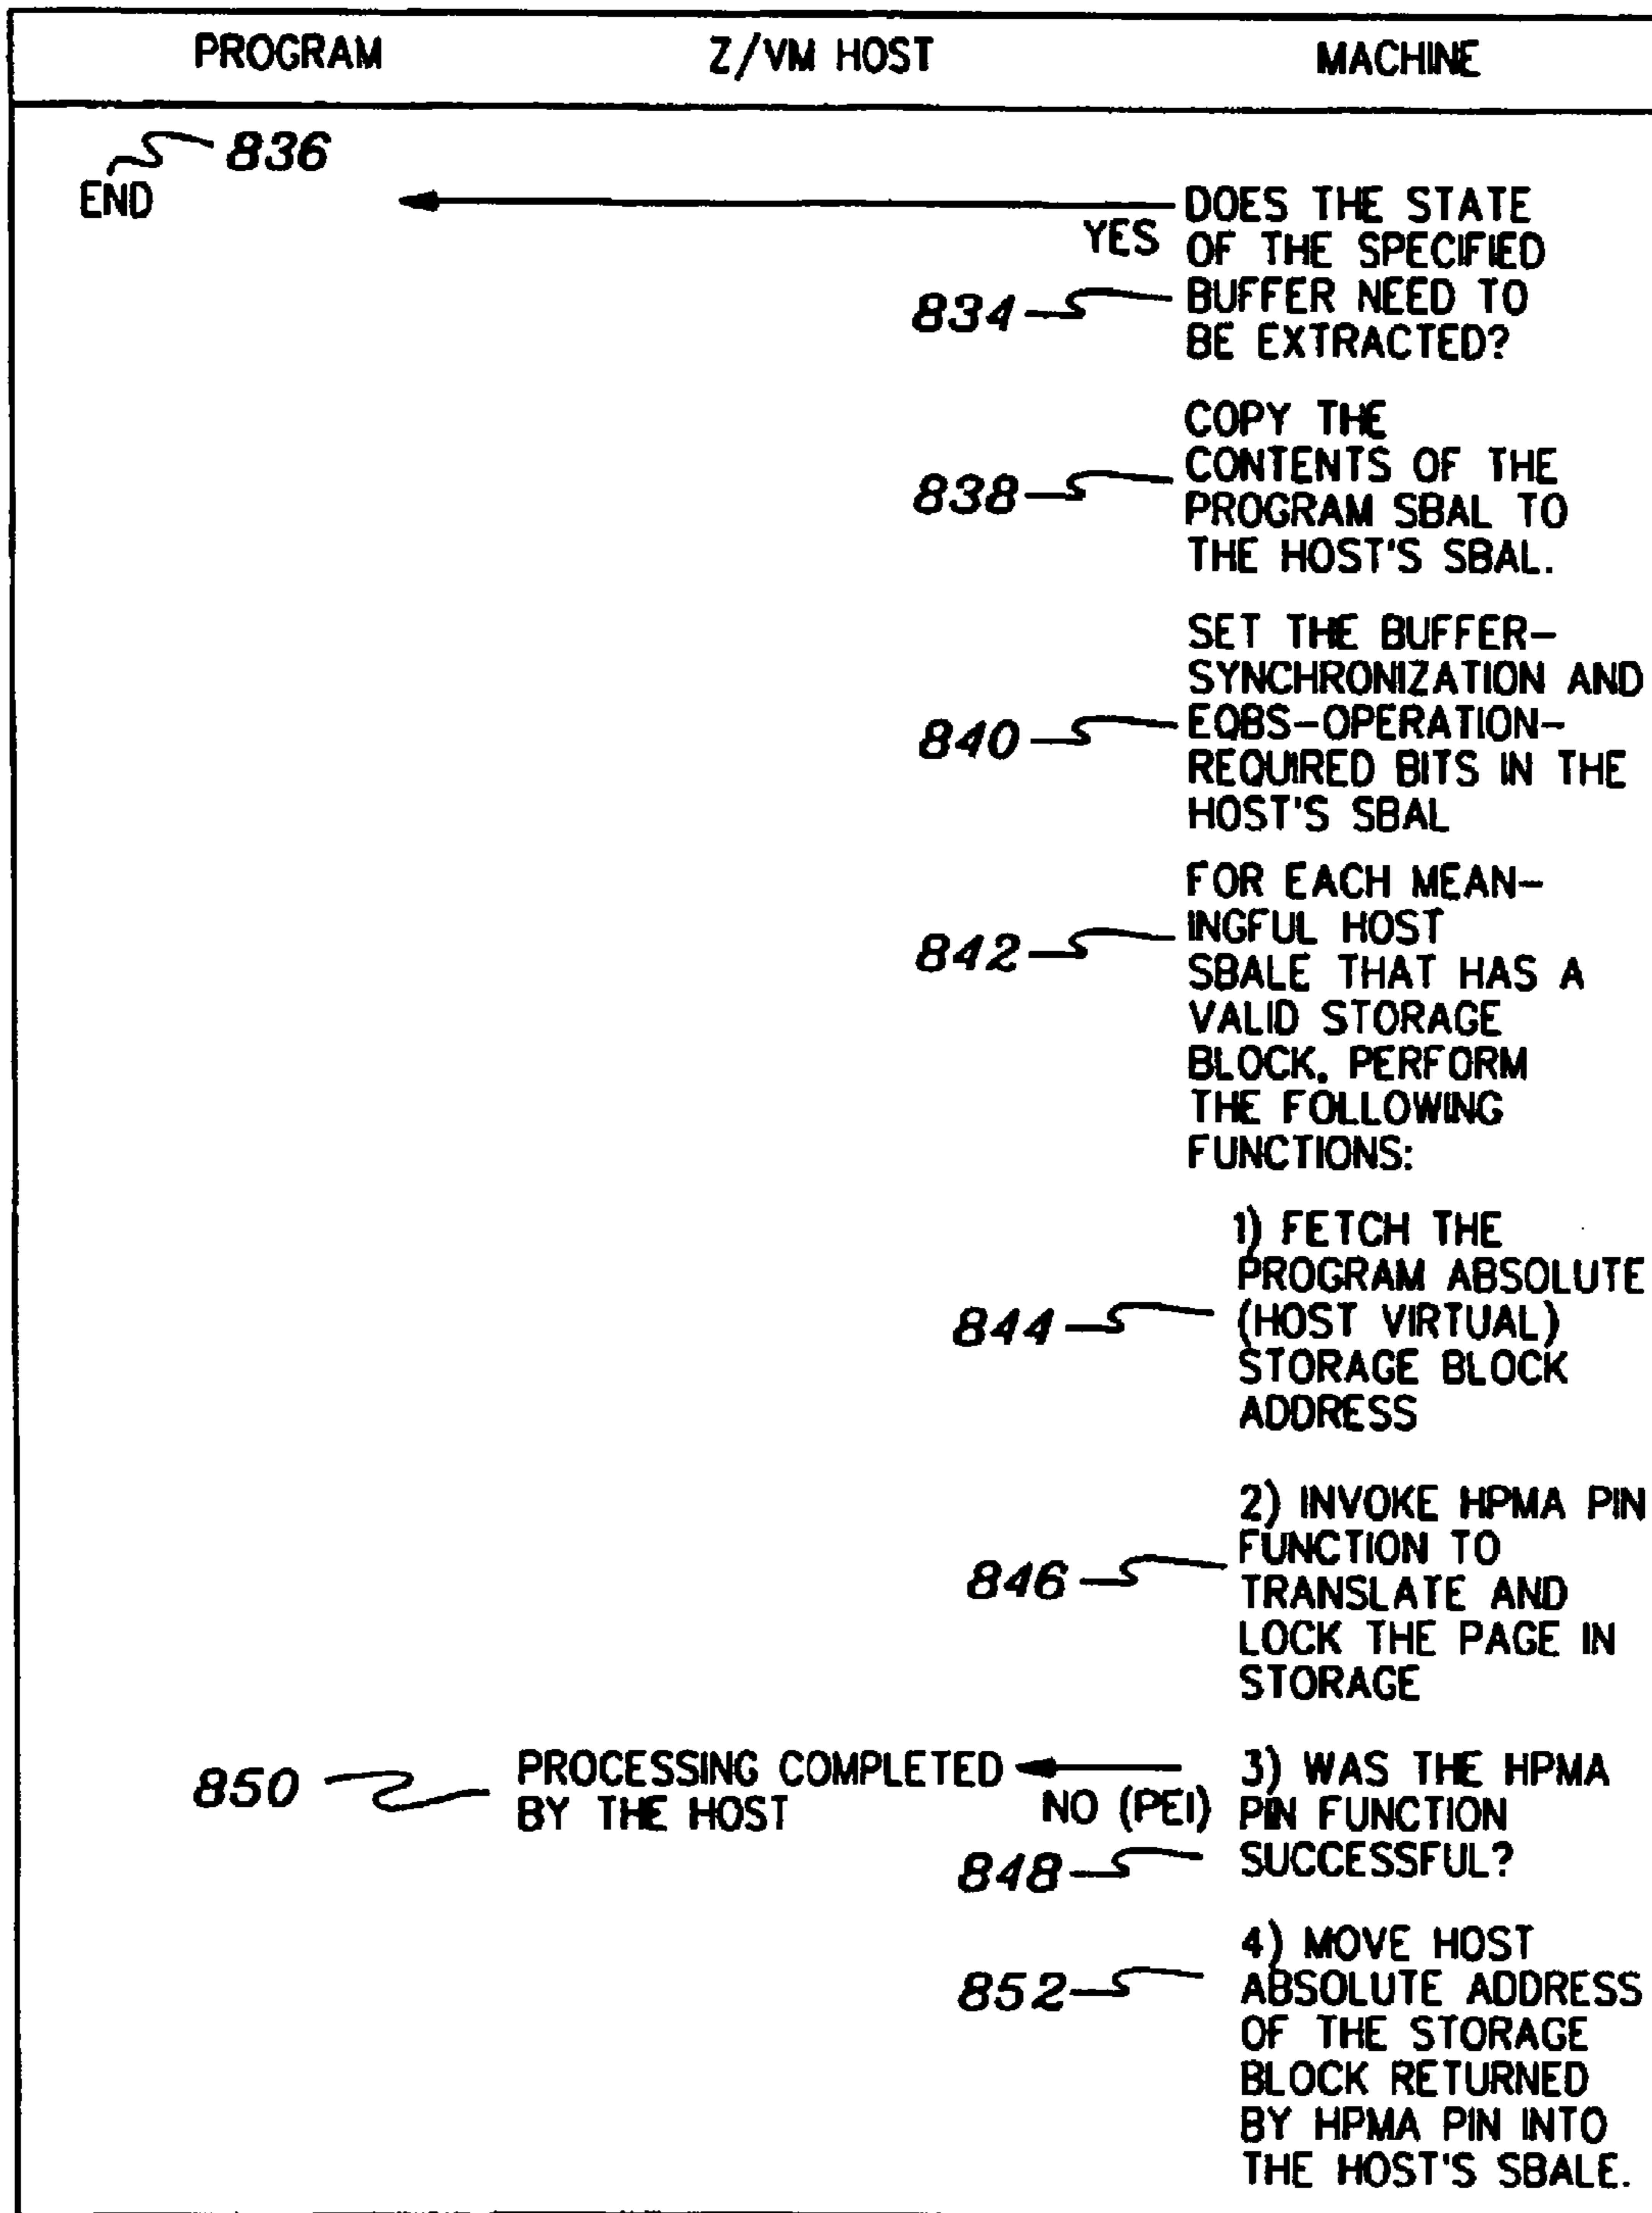 PROGRAM Z/VM HOST MACHINE
836
END
DOES THE STATE
YES OF THE SPECIFIED
834 BUFFER NEED TO
BE EXTRACTED?
COPY THE
CONTENTS OF THE
838 PROGRAM SBAL TO
THE HOST'S SBAL.
SET THE BUFFER-
SYNCHRONIZATION AND
840 EQBS-OPERATION-
REQUIRED BITS IN THE
HOST'S SBAL
FOR EACH MEAN-
842 INGFUL HOST
SBALE THAT HAS A
VALID STORAGE
BLOCK, PERFORM
THE FOLLOWING
FUNCTIONS:
1) FETCH THE
PROGRAM ABSOLUTE
844 (HOST VIRTUAL)
STORAGE BLOCK
ADDRESS
2) INVOKE HPMA PIN
FUNCTION TO
846 TRANSLATE AND
LOCK THE PAGE IN
STORAGE
850 PROCESSING COMPLETED 3) WAS THE HPMA
BY THE HOST NO (PEI) PIN FUNCTION
848 SUCCESSFUL?
4) MOVE HOST
852 ABSOLUTE ADDRESS
OF THE STORAGE
BLOCK RETURNED
BY HPMA PIN INTO
THE HOST'S SBALE.